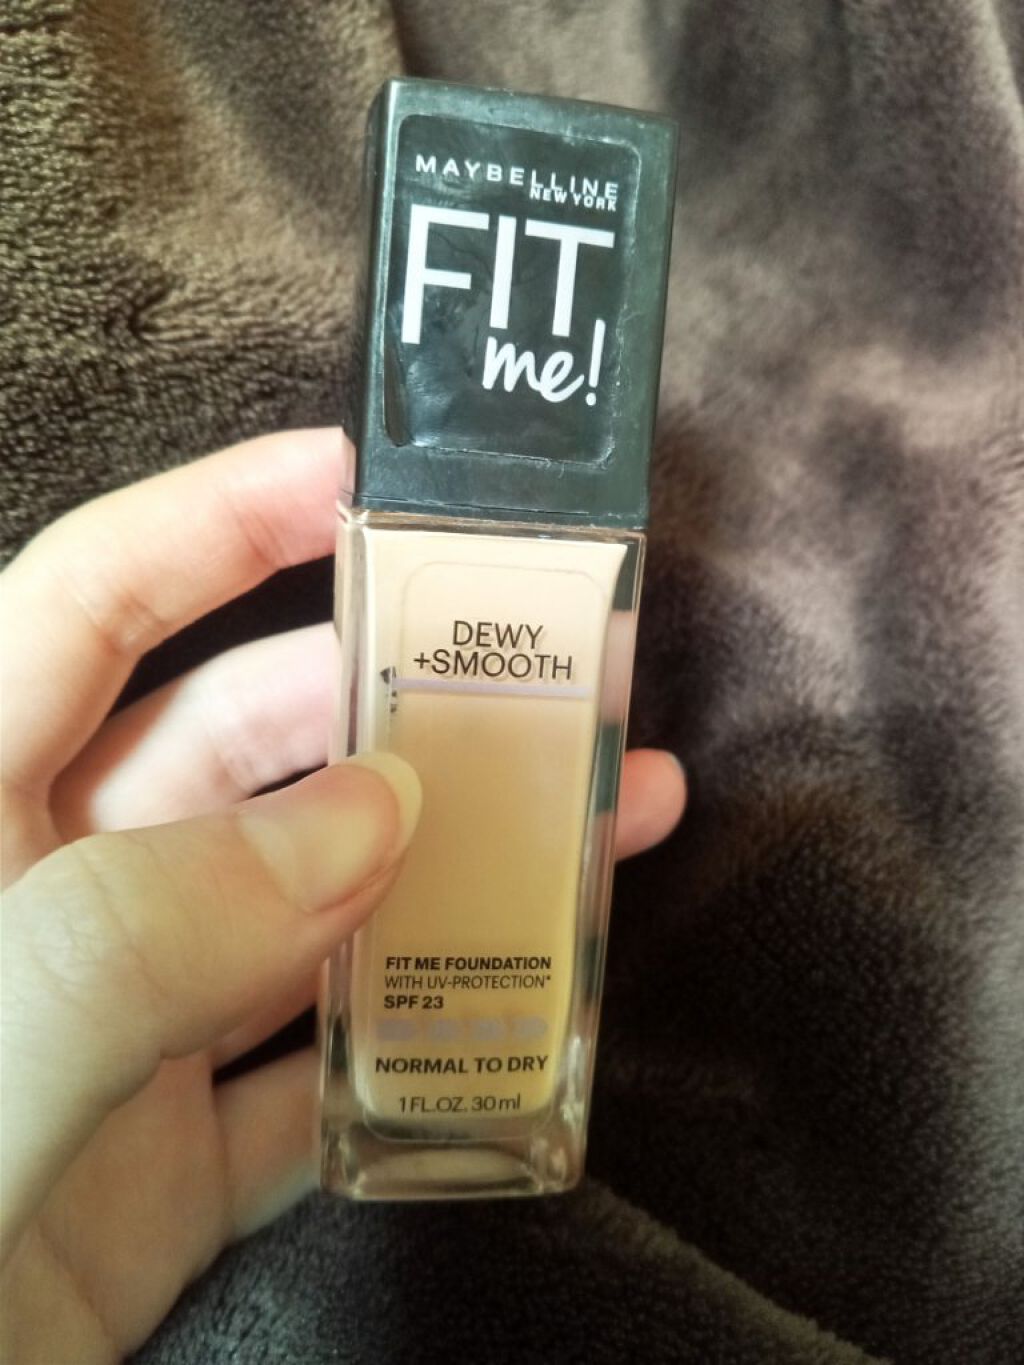 MAYBELLINE
NEW YORK
FIT
me!
DEWY
+SMOOTH
FIT ME FOUNDATION
WITH UV-PROTECTION*
SPF 23
NORMAL TO DRY
1 FL.OZ. 30 ml